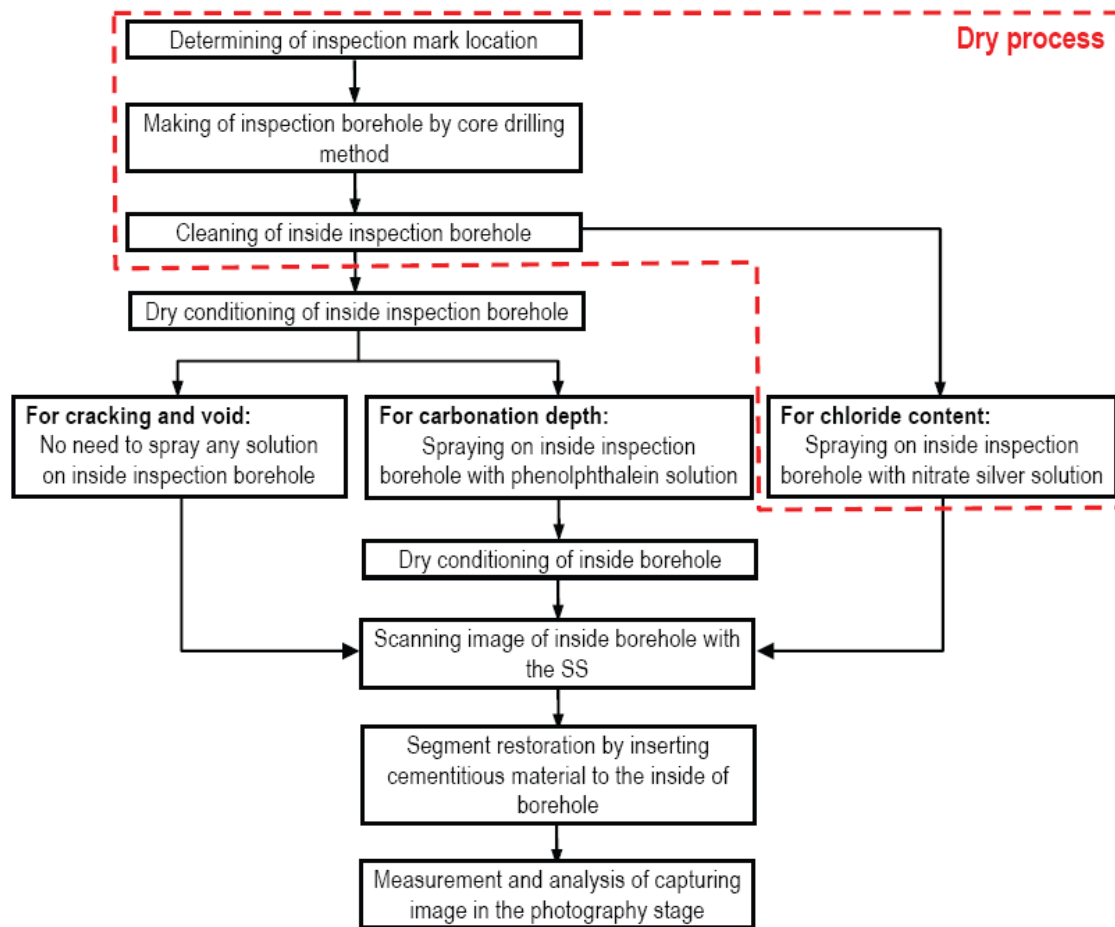 Dry process
Determining of inspection mark location
Making of inspection borehole by core drilling
method
Cleaning of inside inspection borehole
Dry conditioning of inside inspection borehole
For cracking and void:
No need to spray any solution
on inside inspection borehole
For carbonation depth:
Spraying on inside inspection
borehole with phenolphthalein solution
For chloride content:
Spraying on inside inspection
borehole with nitrate silver solution
Dry conditioning of inside borehole
Scanning image of inside borehole with
the SS
Segment restoration by inserting
cementitious material to the inside of
borehole
Measurement and analysis of capturing
image in the photography stage